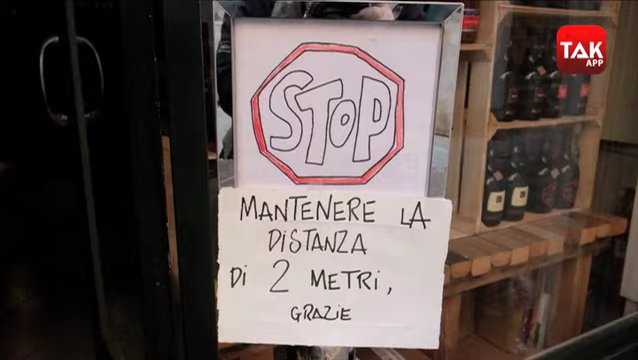 TAK
APP
STOP
MANTENERE LA
DISTANZA
DI 2 METRI,
GRAZIE